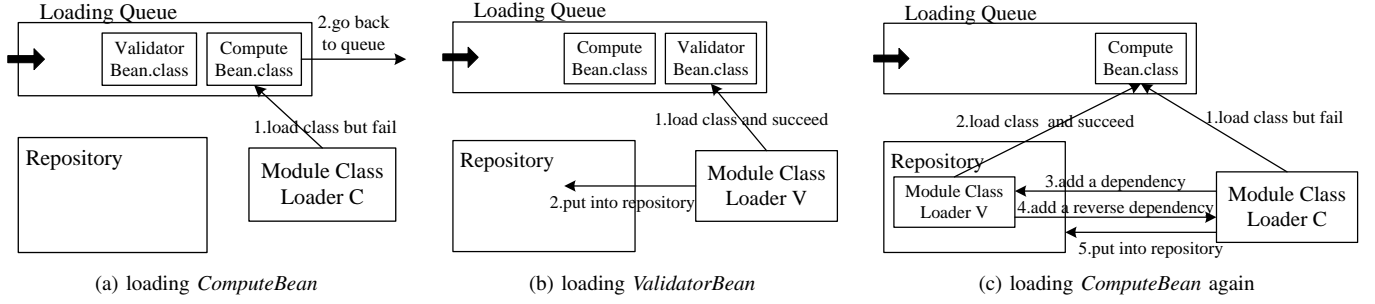 Loading Queue
Validator
Bean.class
Compute
Bean.class
2.go back
to queue
1.load class but fail
Repository
Module Class
Loader C
(a) loading ComputeBean
Loading Queue
Compute
Bean.class
Validator
Bean.class
1.load class and succeed
Repository
Module Class
Loader V
2.put into repository
(b) loading ValidatorBean
Loading Queue
Compute
Bean.class
2.load class and succeed
1.load class but fail
Repository
Module Class
Loader V
3.add a dependency
4.add a reverse dependency
5.put into repository
Module Class
Loader C
(c) loading ComputeBean again